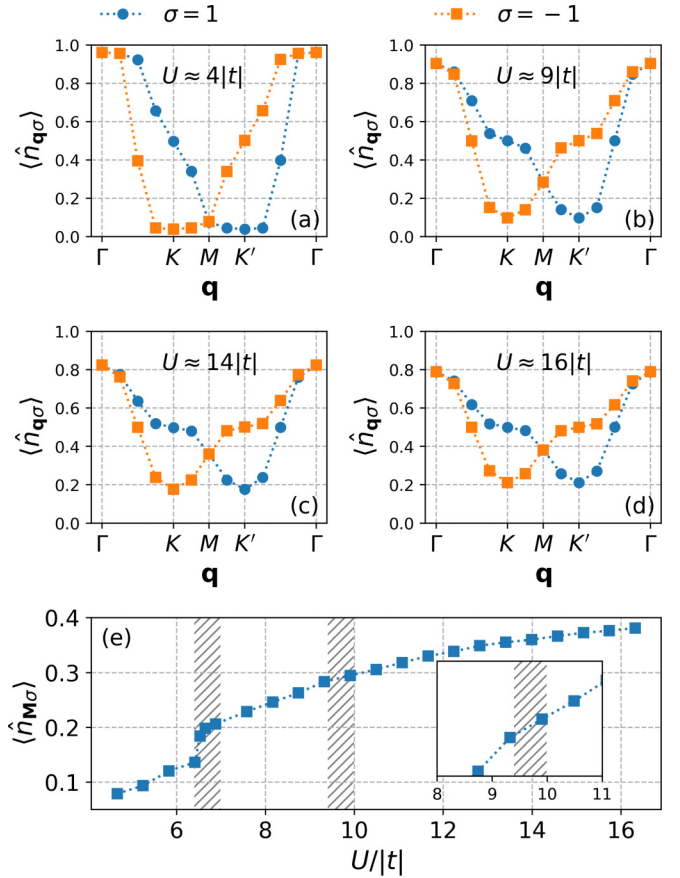 σ = 1 σ = −1
1.0 0.8 0.6 0.4 0.2 0.0
⟨n̂qσ⟩
U ≈ 4|t|
(a)
Γ K M K′ Γ
q
1.0 0.8 0.6 0.4 0.2 0.0
⟨n̂qσ⟩
U ≈ 9|t|
(b)
Γ K M K′ Γ
q
1.0 0.8 0.6 0.4 0.2 0.0
⟨n̂qσ⟩
U ≈ 14|t|
(c)
Γ K M K′ Γ
q
1.0 0.8 0.6 0.4 0.2 0.0
⟨n̂qσ⟩
U ≈ 16|t|
(d)
Γ K M K′ Γ
q
(e)
0.4 0.3 0.2 0.1
⟨n̂Mσ⟩
8 9 10 11
6 8 10 12 14 16
U/|t|